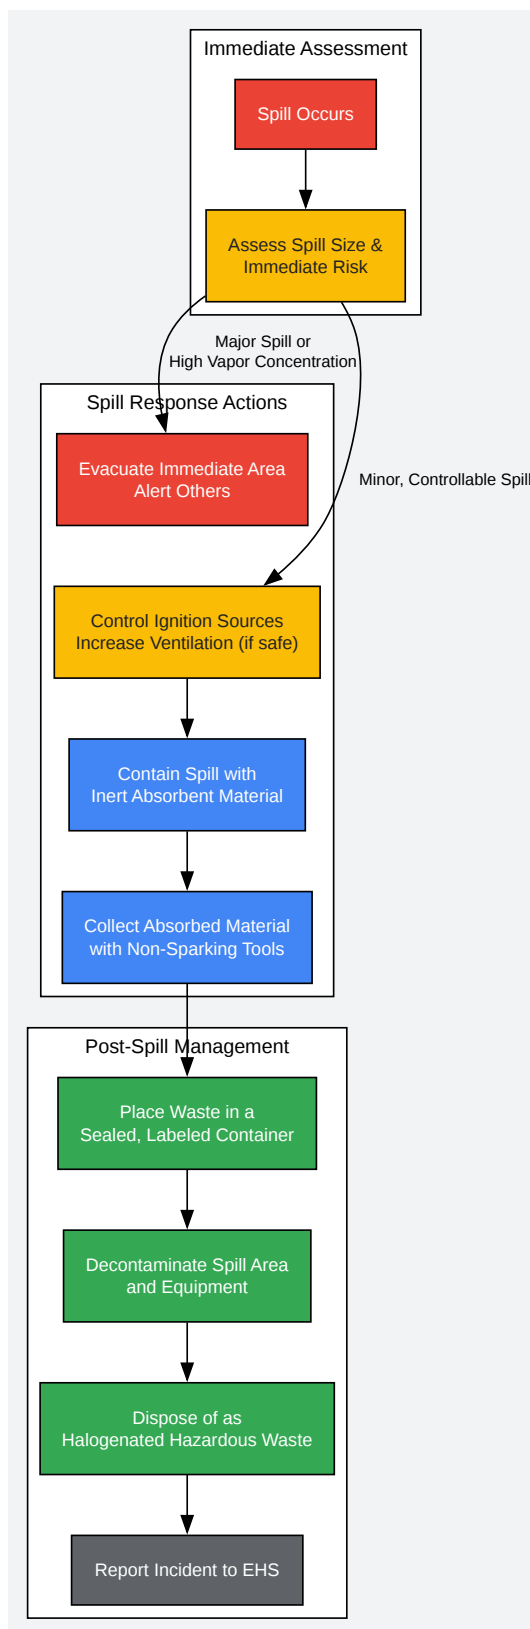 Immediate Assessment
Spill Occurs
Assess Spill Size &
Immediate Risk
Major Spill or
High Vapor Concentration
Spill Response Actions
Evacuate Immediate Area
Alert Others
Minor, Controllable Spill
Control Ignition Sources
Increase Ventilation (if safe)
Contain Spill with
Inert Absorbent Material
Collect Absorbed Material
with Non-Sparking Tools
Post-Spill Management
Place Waste in a
Sealed, Labeled Container
Decontaminate Spill Area
and Equipment
Dispose of as
Halogenated Hazardous Waste
Report Incident to EHS